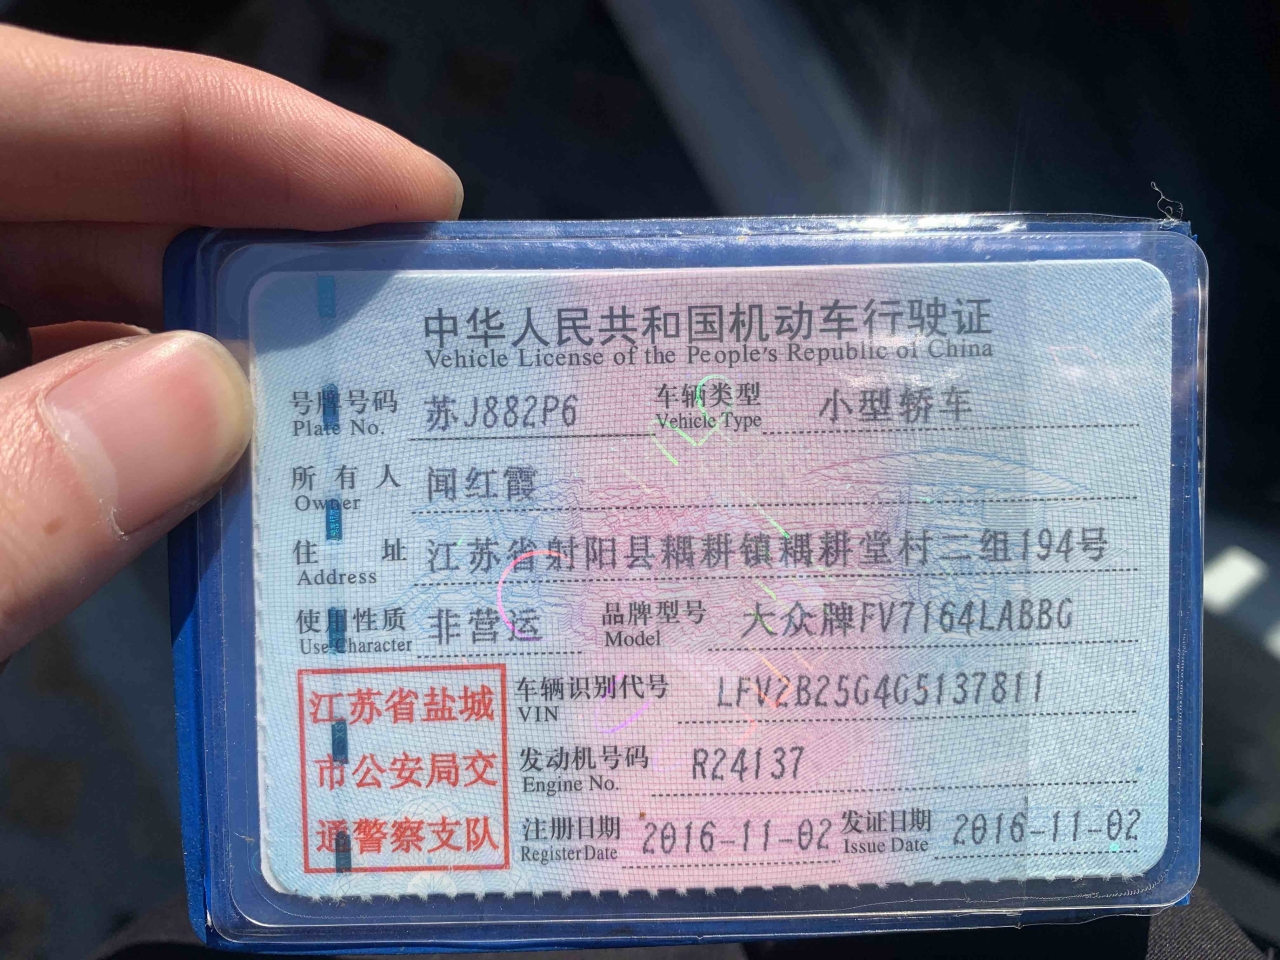 中华人民共和国机动车行驶证
Vehicle License of the People's Republic of China
号牌号码 苏J882P6 车辆类型 小型轿车
Plate No. Vehicle Type
所有人 闻红霞
Owner
住址 江苏省射阳县耦耕镇耦耕堂村二组194号
Address
使用性质 非营运 品牌型号 大众牌FV7164LABBG
Use Character Model
江苏省盐城
市公安局交
通警察支队
车辆识别代号 LFV2B25G4G5137811
VIN
发动机号码 R24137
Engine No.
注册日期 2016-11-02 发证日期 2016-11-02
Register Date Issue Date